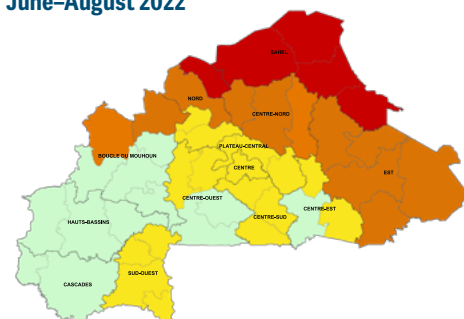 June–August 2022
SAHEL
NORD
CENTRE-NORD
PLATEAU-CENTRAL
BOUCLE DU MOUHOUN
CENTRE
EST
CENTRE-OUEST
CENTRE-EST
CENTRE-SUD
HAUTS-BASSINS
SUD-OUEST
CASCADES